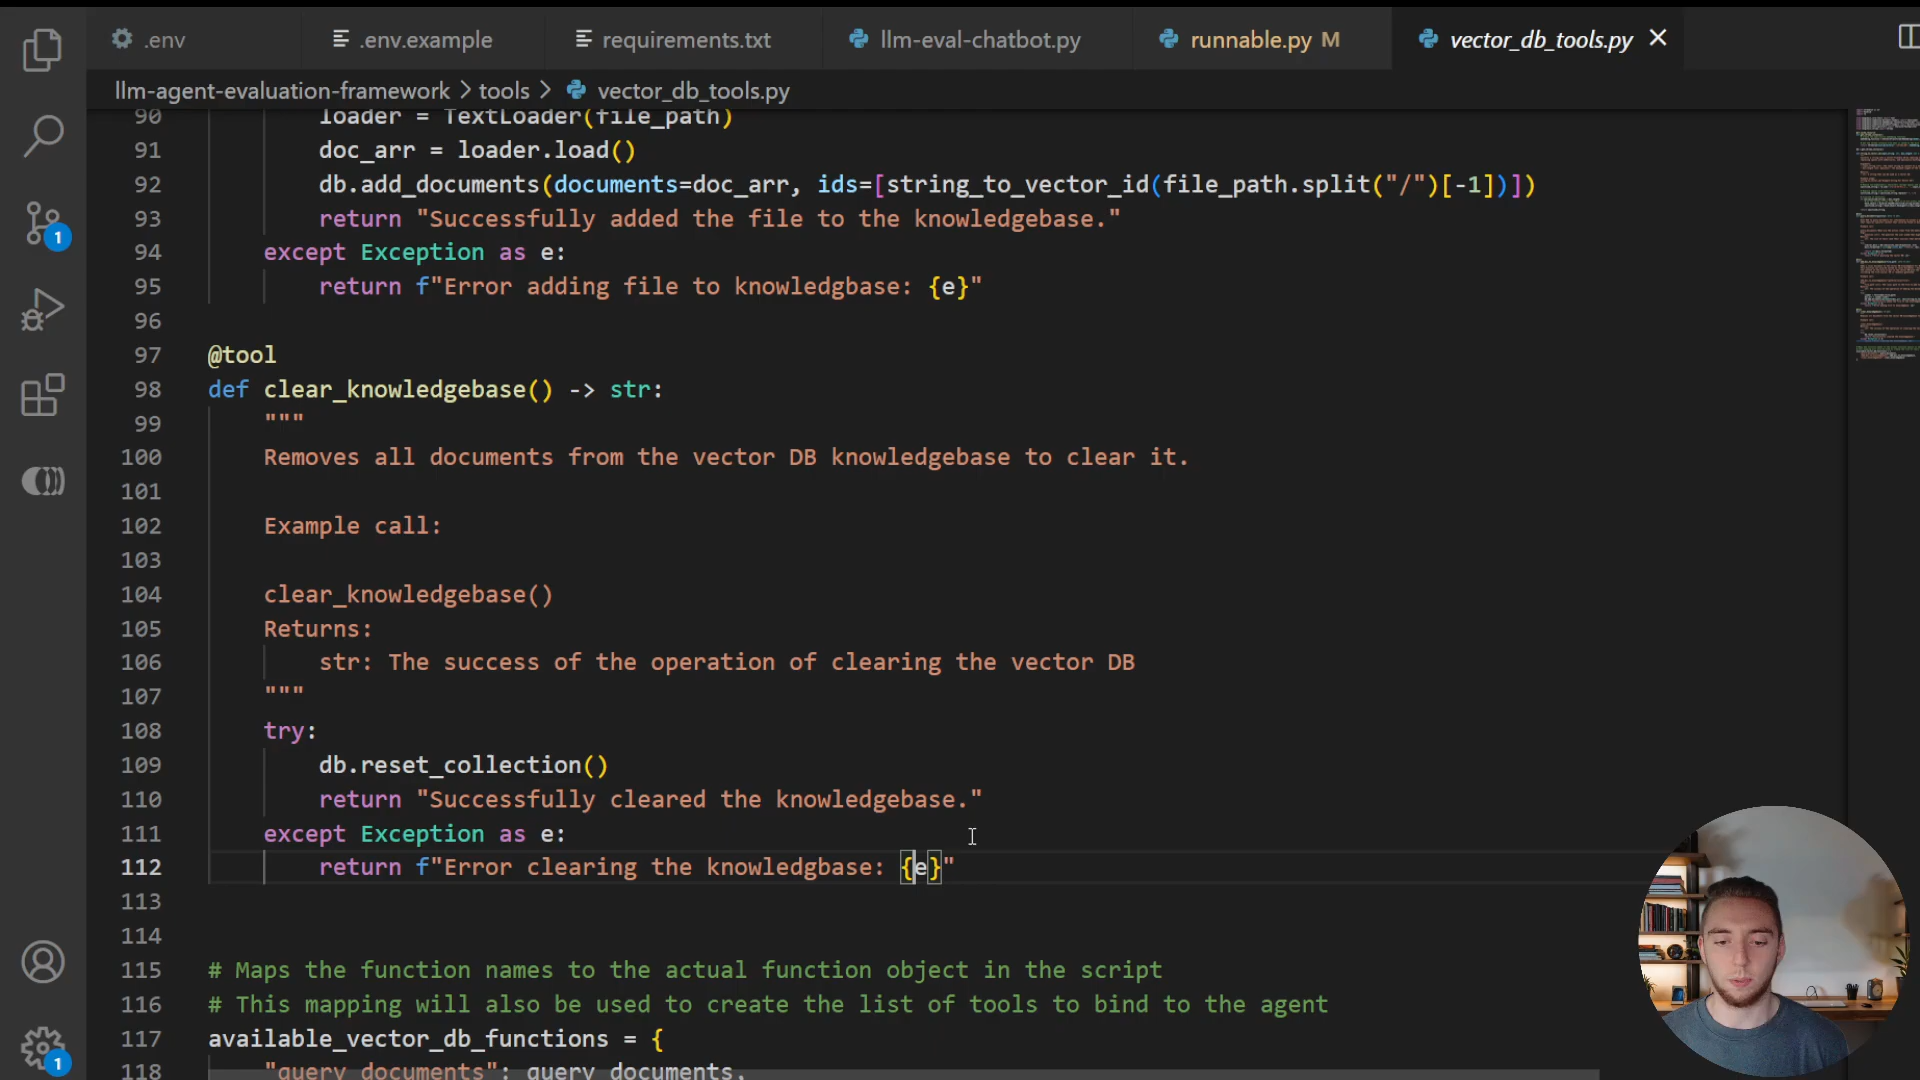 .env
.env.example
requirements.txt
llm-eval-chatbot.py
runnable.py M
vector_db_tools.py
llm-agent-evaluation-framework > tools > vector_db_tools.py
90 loader = TextLoader(file_path)
91 doc_arr = loader.load()
92 db.add_documents(documents=doc_arr, ids=[string_to_vector_id(file_path.split("/")[-1])])
93 return "Successfully added the file to the knowledgebase."
94 except Exception as e:
95 return f"Error adding file to knowledgbase: {e}"
96
97 @tool
98 def clear_knowledgebase() -> str:
99 """
100 Removes all documents from the vector DB knowledgebase to clear it.
101
102 Example call:
103
104 clear_knowledgebase()
105 Returns:
106 str: The success of the operation of clearing the vector DB
107 """
108 try:
109 db.reset_collection()
110 return "Successfully cleared the knowledgebase."
111 except Exception as e:
112 return f"Error clearing the knowledgbase: {e}"
113
114
115 # Maps the function names to the actual function object in the script
116 # This mapping will also be used to create the list of tools to bind to the agent
117 available_vector_db_functions = {
118 "query_documents": query_documents,
1
1